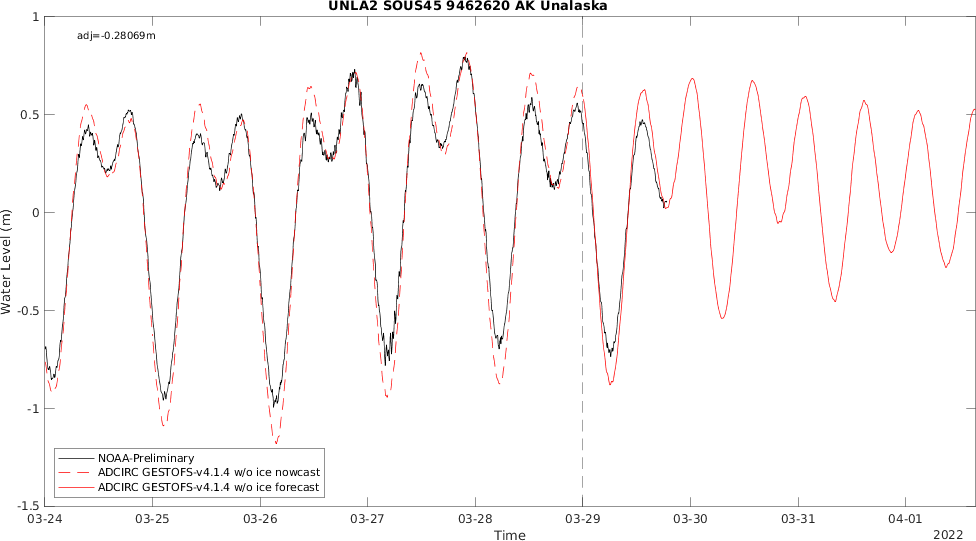 UNLA2 SOUS45 9462620 AK Unalaska
adj=-0.28069m
1
0.5
0
-0.5
-1
-1.5
Water Level (m)
NOAA-Preliminary
ADCIRC GESTOFS-v4.1.4 w/o ice nowcast
ADCIRC GESTOFS-v4.1.4 w/o ice forecast
03-24 03-25 03-26 03-27 03-28 03-29 03-30 03-31 04-01
Time
2022